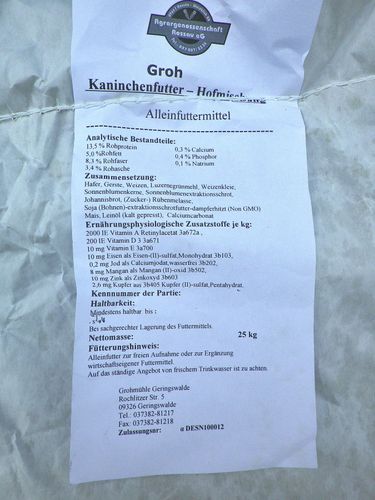 Agrargenossenschaft
Rossau eG
Groh
Kaninchenfutter – Hofmischung
Alleinfuttermittel
Analytische Bestandteile:
13,5 % Rohprotein 0,3 % Calcium
5,0 %Rohfett 0,4 % Phosphor
8,3 % Rohfaser 0,1 % Natrium
3,4 % Rohasche
Zusammensetzung:
Hafer, Gerste, Weizen, Luzernegrünmehl, Weizenkleie,
Sonnenblumenkerne, Sonnenblumenextraktionsschrot,
Johannisbrot, (Zucker-) Rübenmelasse,
Soja (Bohnen)-extraktionsschrotfutter-dampferhitzt (Non GMO)
Mais, Leinöl (kalt gepresst), Calciumcarbonat
Ernährungsphysiologische Zusatzstoffe je kg:
2000 IE Vitamin A Retinylacetat 3a672a ,
200 IE Vitamin D 3 3a671
10 mg Vitamin E 3a700
10 mg Eisen als Eisen-(II)-sulfat,Monohydrat 3b103,
0,2 mg Jod als Calciumjodat,wasserfrei 3b202,
8 mg Mangan als Mangan (II)-oxid 3b502,
10 mg Zink als Zinkoxyd 3b603
2,6 mg Kupfer aus 3b405 Kupfer (II)-sulfat,Pentahydrat.
Kennnummer der Partie:
Haltbarkeit:
Mindestens haltbar bis :
Bei sachgerechter Lagerung des Futtermittels.
Nettomasse: 25 kg
Fütterungshinweis:
Alleinfutter zur freien Aufnahme oder zur Ergänzung
wirtschaftseigener Futtermittel.
Auf das ständige Angebot von frischem Trinkwasser ist zu achten.
Grohmühle Geringswalde
Rochlitzer Str. 5
09326 Geringswalde
Tel.: 037382-81217
Fax: 037382-81218
Zulassungsnr: α DESN100012